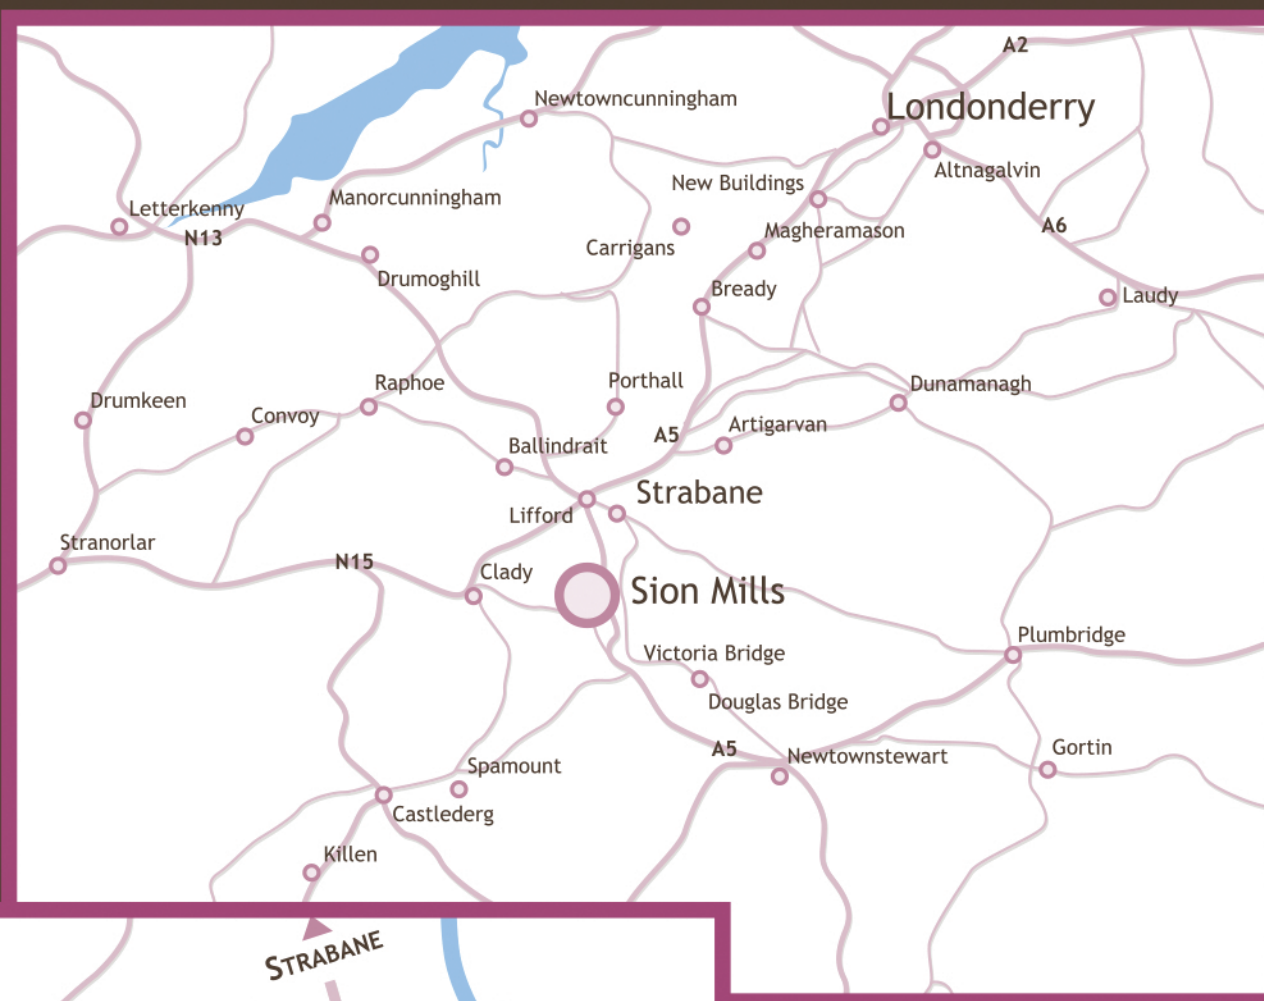 A2
Newtowncunningham
Londonderry
Altnagalvin
New Buildings
Manorcunningham
Letterkenny
N13
A6
Magheramason
Carrigans
Drumoghill
Bready
Laudy
Porthall
Raphoe
Dunamanagh
Drumkeen
Convoy
Artigarvan
A5
Ballindrait
Strabane
Lifford
Stranorlar
N15
Clady
Sion Mills
Plumbridge
Victoria Bridge
Douglas Bridge
A5
Newtownstewart
Gortin
Spamount
Castlederg
Killen
STRABANE